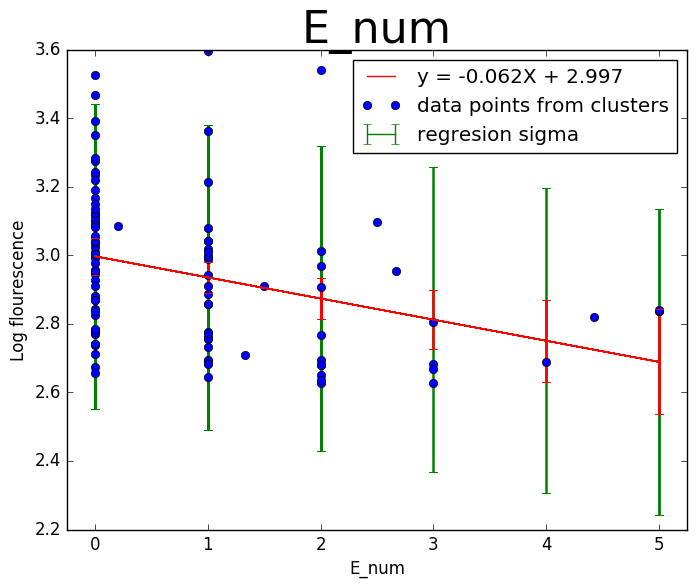 E_num
3.6
3.4
3.2
3.0
2.8
2.6
2.4
2.2
Log flourescence
y = -0.062X + 2.997
data points from clusters
regresion sigma
0 1 2 3 4 5
E_num